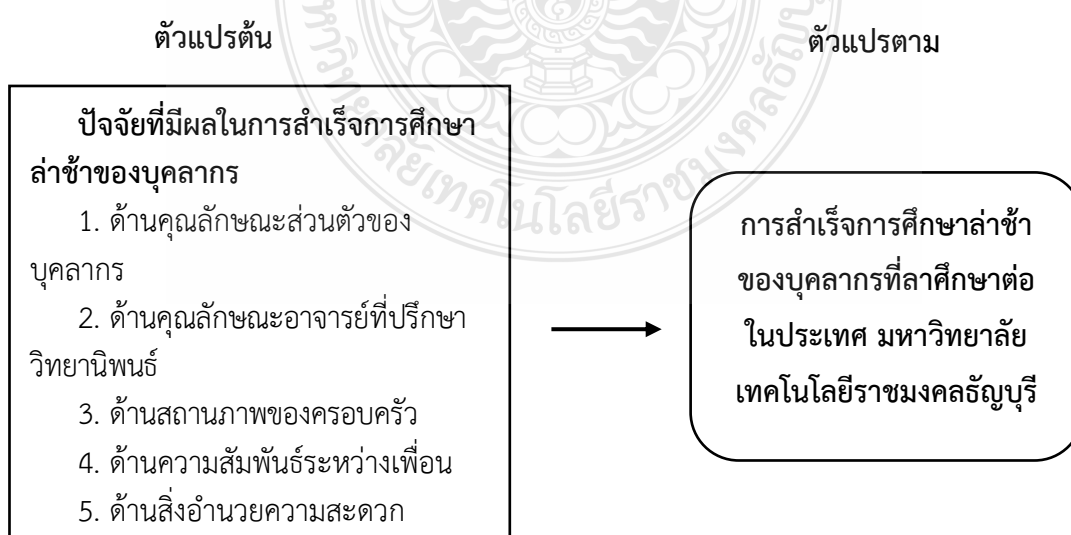 ตัวแปรต้น
ตัวแปรตาม
ปัจจัยที่มีผลในการสำเร็จการศึกษา
ล่าช้าของบุคลากร
1. ด้านคุณลักษณะส่วนตัวของ
บุคลากร
2. ด้านคุณลักษณะอาจารย์ที่ปรึกษา
วิทยานิพนธ์
3. ด้านสถานภาพของครอบครัว
4. ด้านความสัมพันธ์ระหว่างเพื่อน
5. ด้านสิ่งอำนวยความสะดวก
การสำเร็จการศึกษาล่าช้า
ของบุคลากรที่ลาศึกษาต่อ
ในประเทศ มหาวิทยาลัย
เทคโนโลยีราชมงคลธัญบุรี